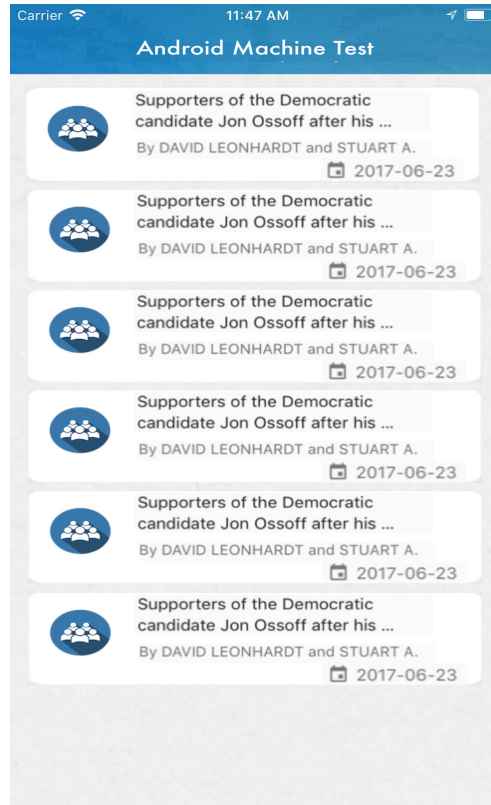 Carrier 11:47 AM
Android Machine Test
Supporters of the Democratic
candidate Jon Ossoff after his ...
By DAVID LEONHARDT and STUART A.
2017-06-23
Supporters of the Democratic
candidate Jon Ossoff after his ...
By DAVID LEONHARDT and STUART A.
2017-06-23
Supporters of the Democratic
candidate Jon Ossoff after his ...
By DAVID LEONHARDT and STUART A.
2017-06-23
Supporters of the Democratic
candidate Jon Ossoff after his ...
By DAVID LEONHARDT and STUART A.
2017-06-23
Supporters of the Democratic
candidate Jon Ossoff after his ...
By DAVID LEONHARDT and STUART A.
2017-06-23
Supporters of the Democratic
candidate Jon Ossoff after his ...
By DAVID LEONHARDT and STUART A.
2017-06-23